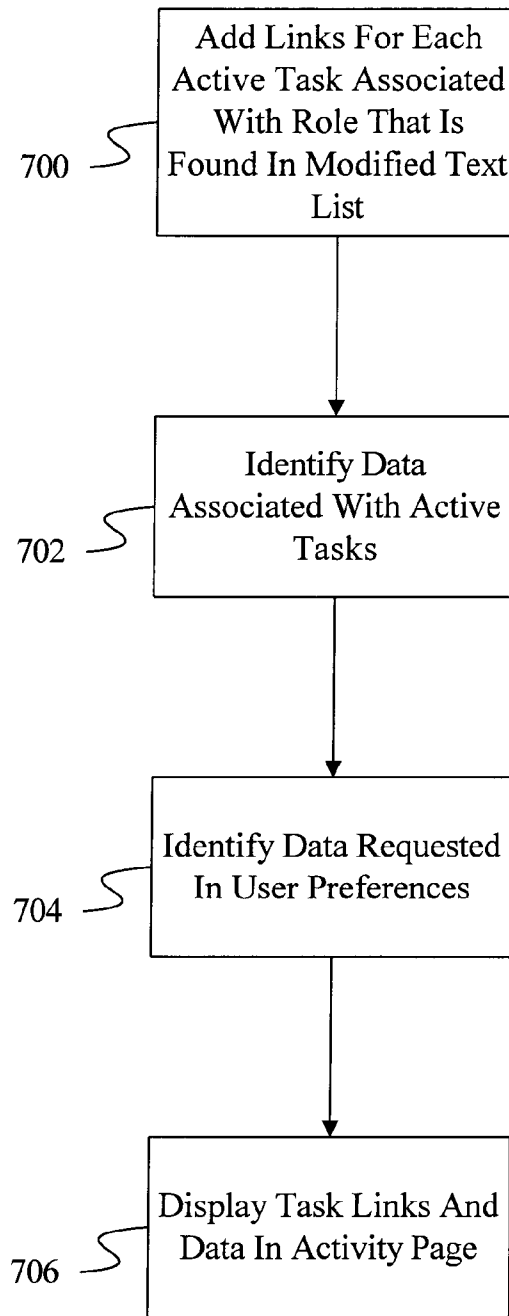 Add Links For Each
Active Task Associated
With Role That Is
Found In Modified Text
List
700
Identify Data
Associated With Active
Tasks
702
Identify Data Requested
In User Preferences
704
Display Task Links And
Data In Activity Page
706